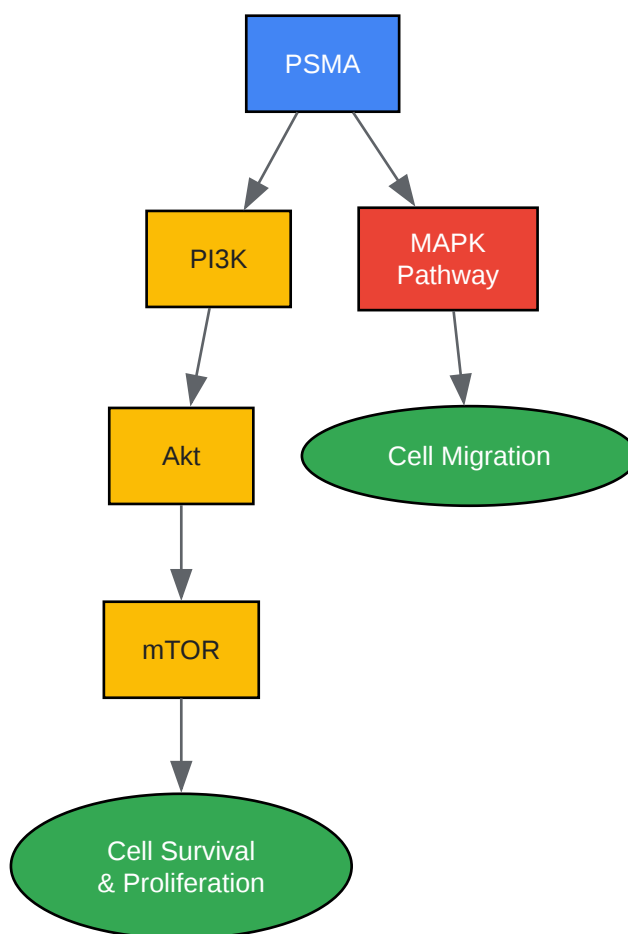 PSMA
PI3K
MAPK
Pathway
Akt
Cell Migration
mTOR
Cell Survival
& Proliferation